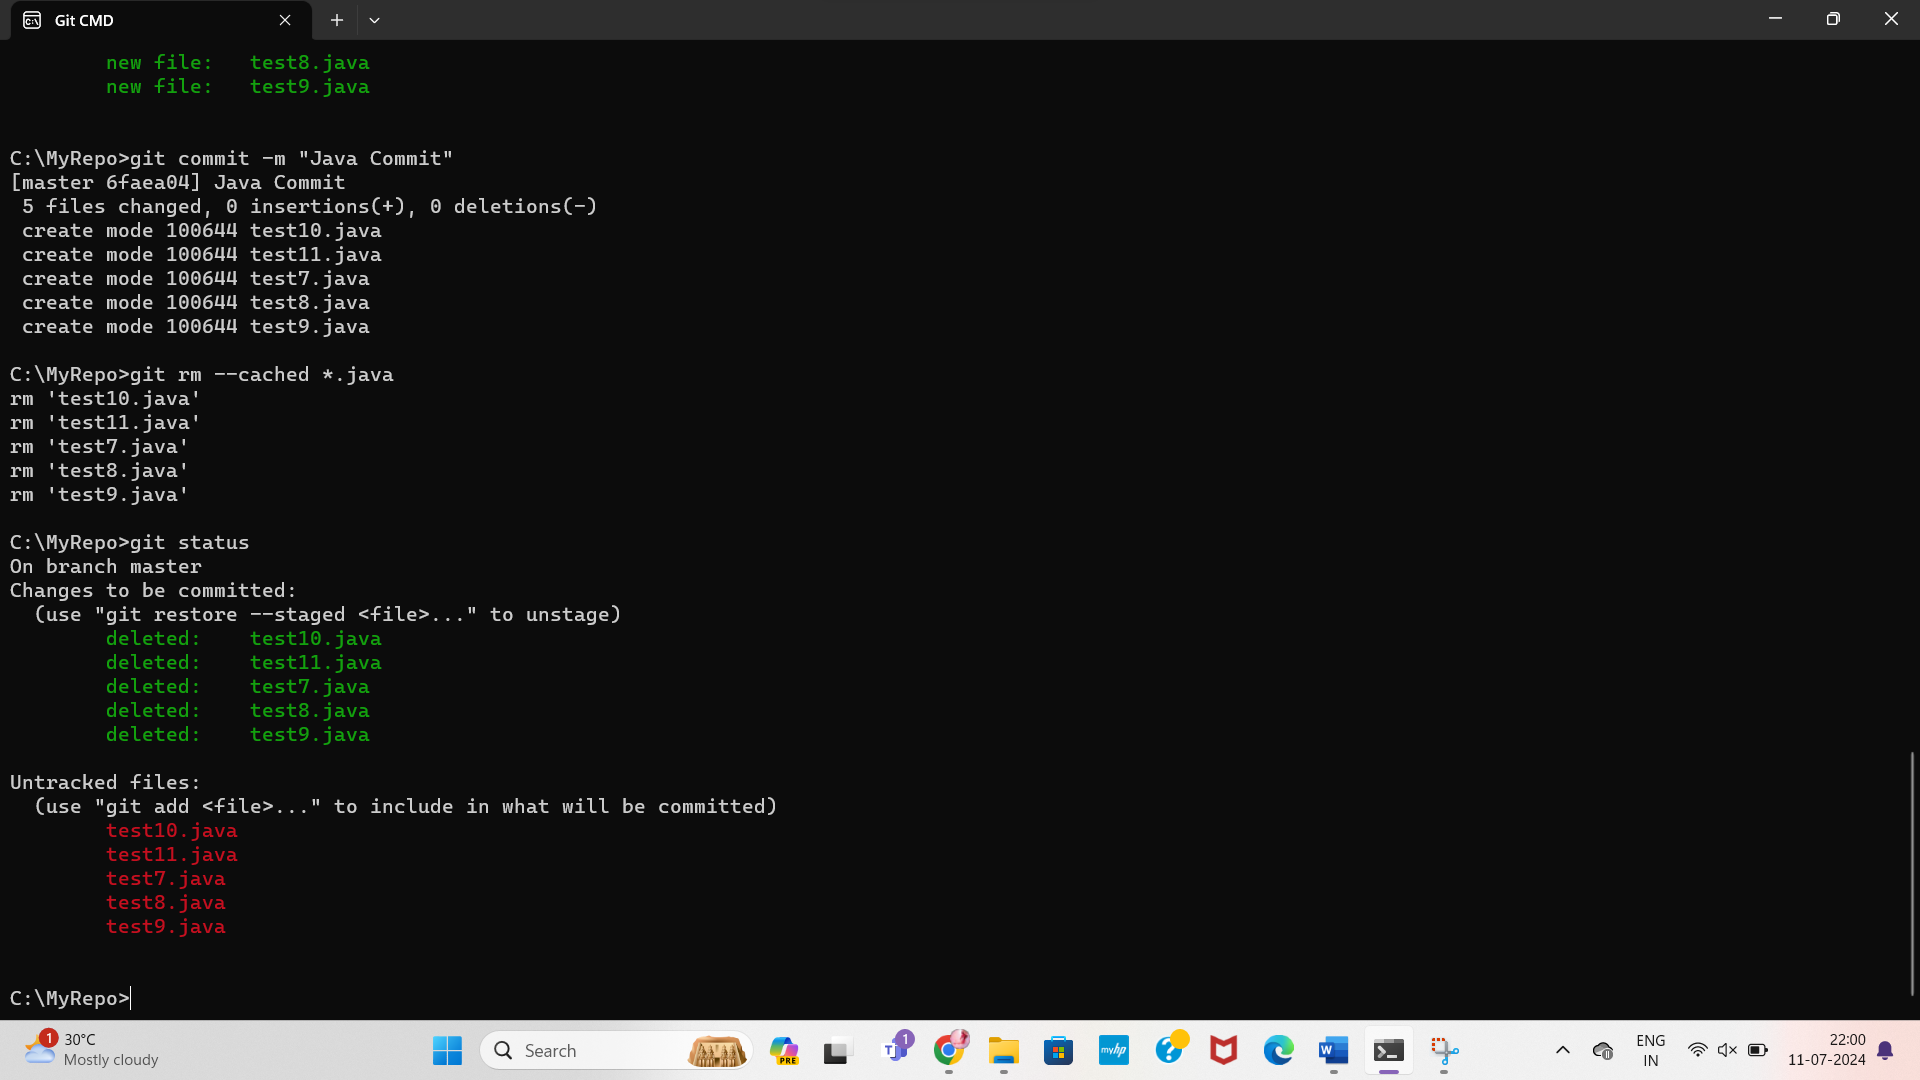 Git CMD
        new file:   test8.java
        new file:   test9.java
C:\MyRepo>git commit -m "Java Commit"
[master 6faea04] Java Commit
 5 files changed, 0 insertions(+), 0 deletions(-)
 create mode 100644 test10.java
 create mode 100644 test11.java
 create mode 100644 test7.java
 create mode 100644 test8.java
 create mode 100644 test9.java
C:\MyRepo>git rm --cached *.java
rm 'test10.java'
rm 'test11.java'
rm 'test7.java'
rm 'test8.java'
rm 'test9.java'
C:\MyRepo>git status
On branch master
Changes to be committed:
  (use "git restore --staged <file>..." to unstage)
        deleted:    test10.java
        deleted:    test11.java
        deleted:    test7.java
        deleted:    test8.java
        deleted:    test9.java
Untracked files:
  (use "git add <file>..." to include in what will be committed)
        test10.java
        test11.java
        test7.java
        test8.java
        test9.java
C:\MyRepo>
1
30°C
Mostly cloudy
Search
PRE
1
T
myhp
?
W
ENG
IN
22:00
11-07-2024